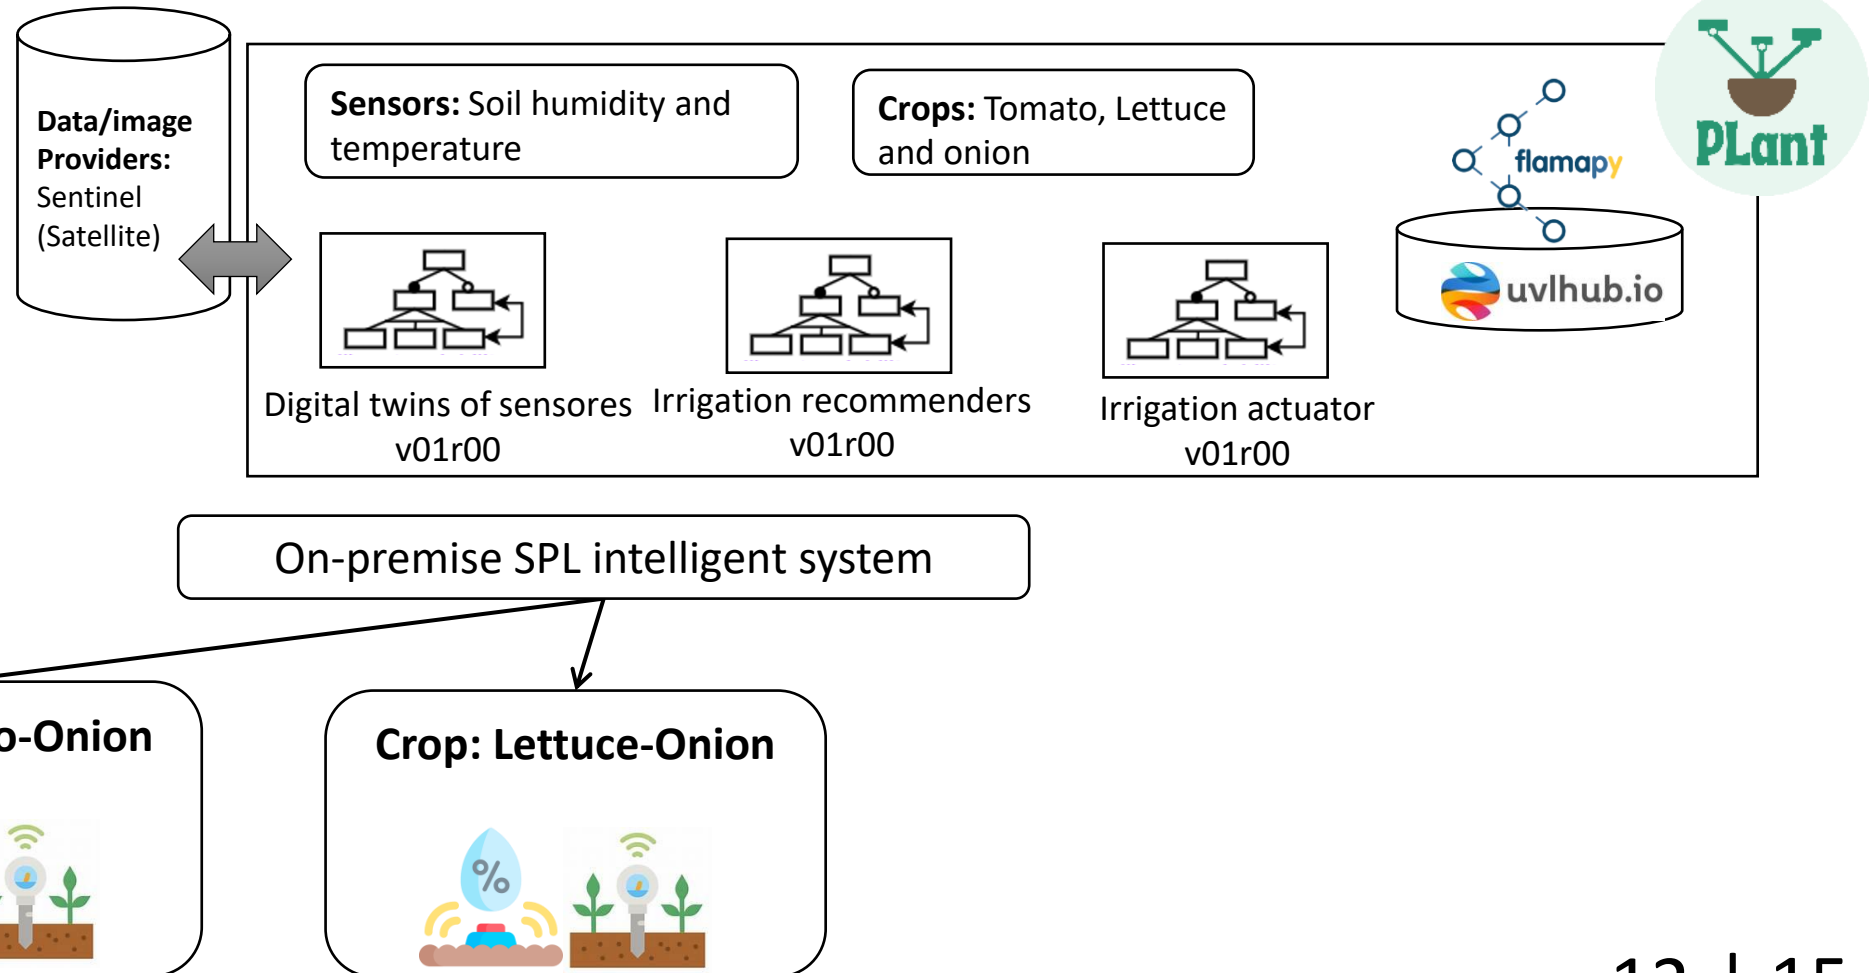 Data/image
Providers:
Sentinel
(Satellite)
Sensors: Soil humidity and
temperature
Crops: Tomato, Lettuce
and onion
flamapy
PLant
uvlhub.io
Digital twins of sensores
v01r00
Irrigation recommenders
v01r00
Irrigation actuator
v01r00
On-premise SPL intelligent system
o-Onion
Crop: Lettuce-Onion
%